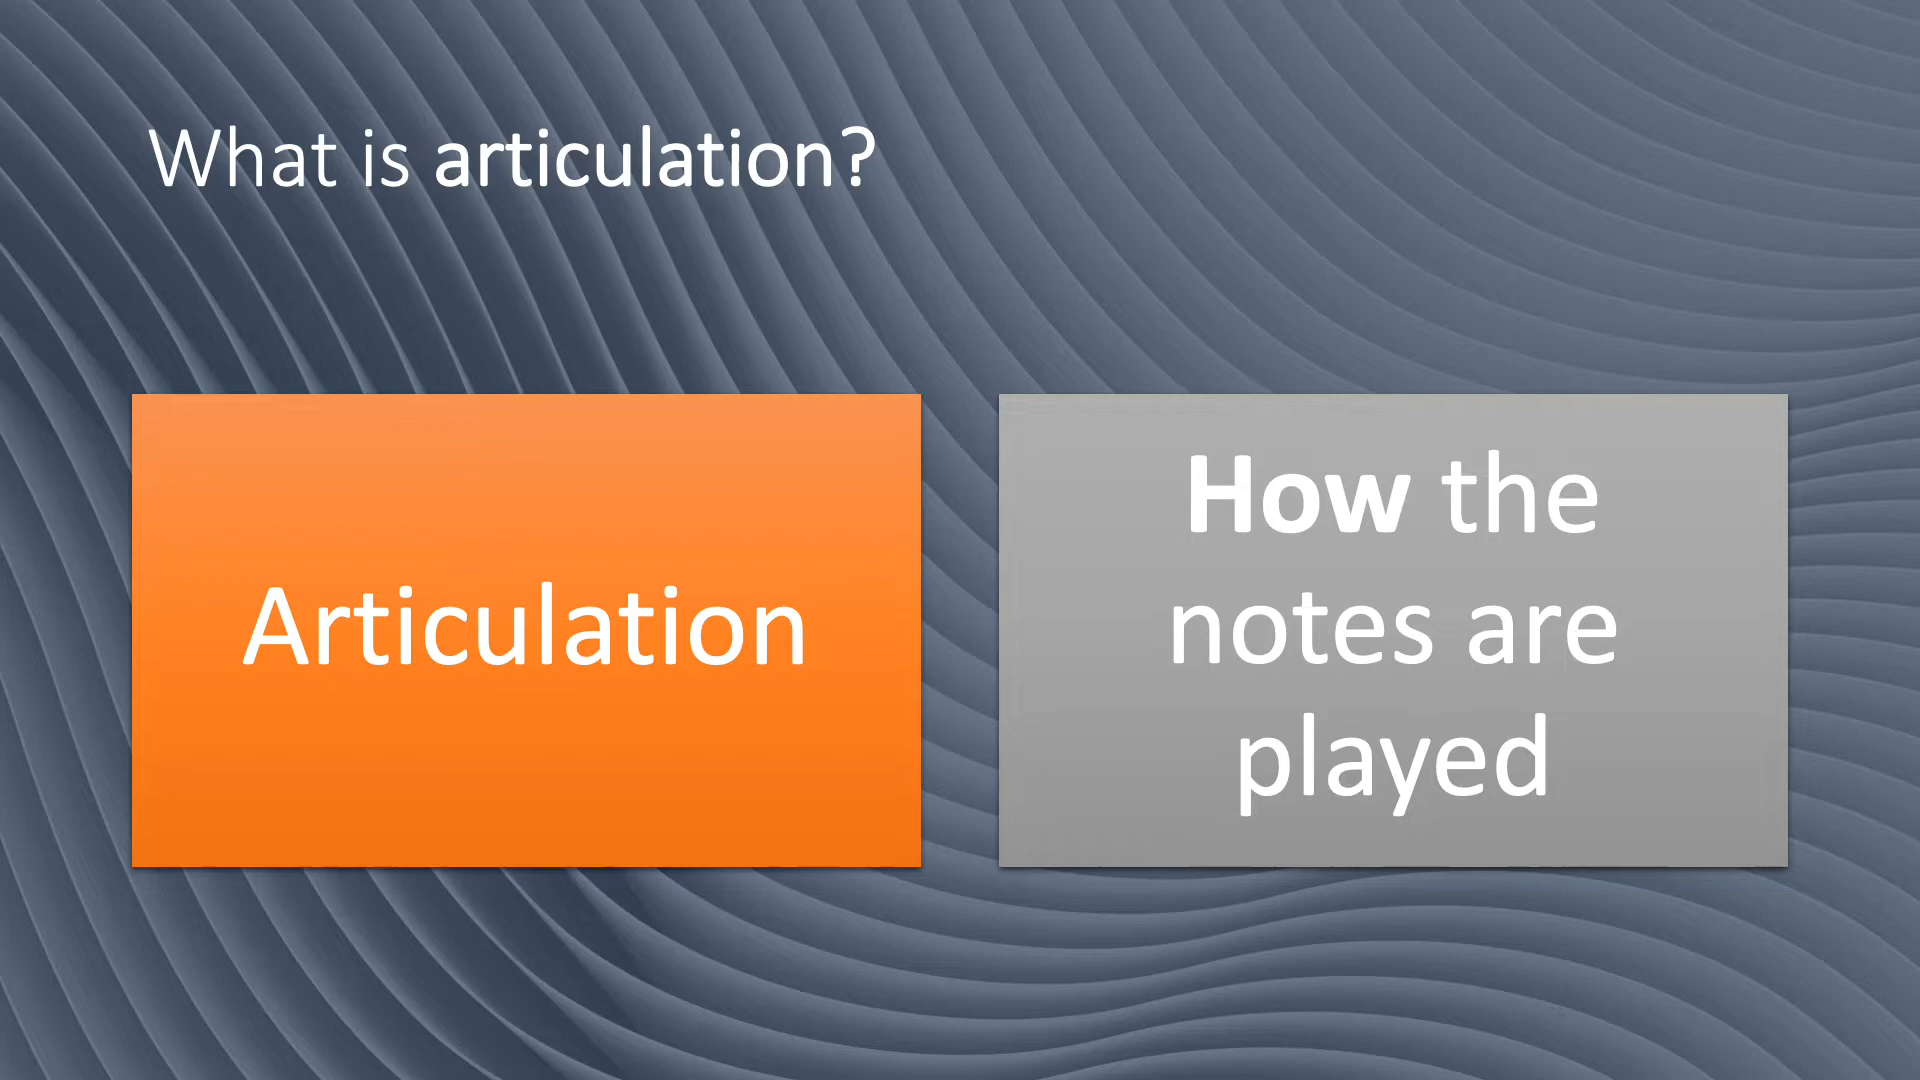 What is articulation?
Articulation
How the
notes are
played